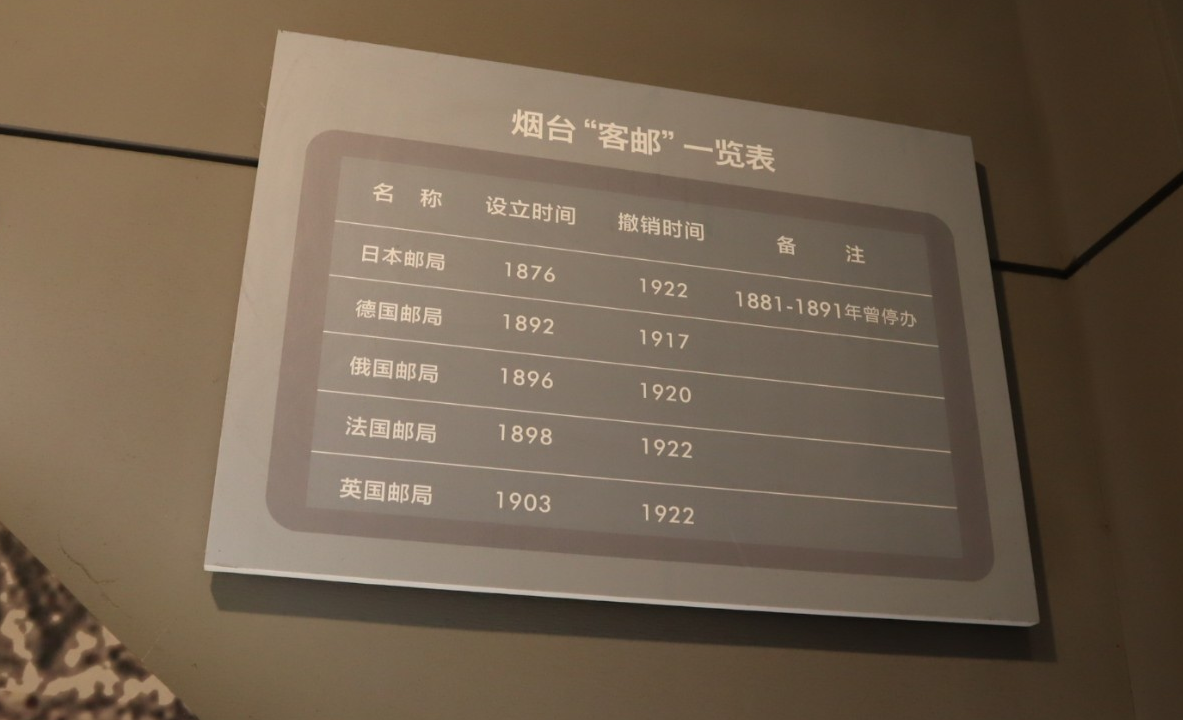 烟台“客邮”一览表
名 称 设立时间 撤销时间 备 注
日本邮局 1876 1922 1881-1891年曾停办
德国邮局 1892 1917
俄国邮局 1896 1920
法国邮局 1898 1922
英国邮局 1903 1922